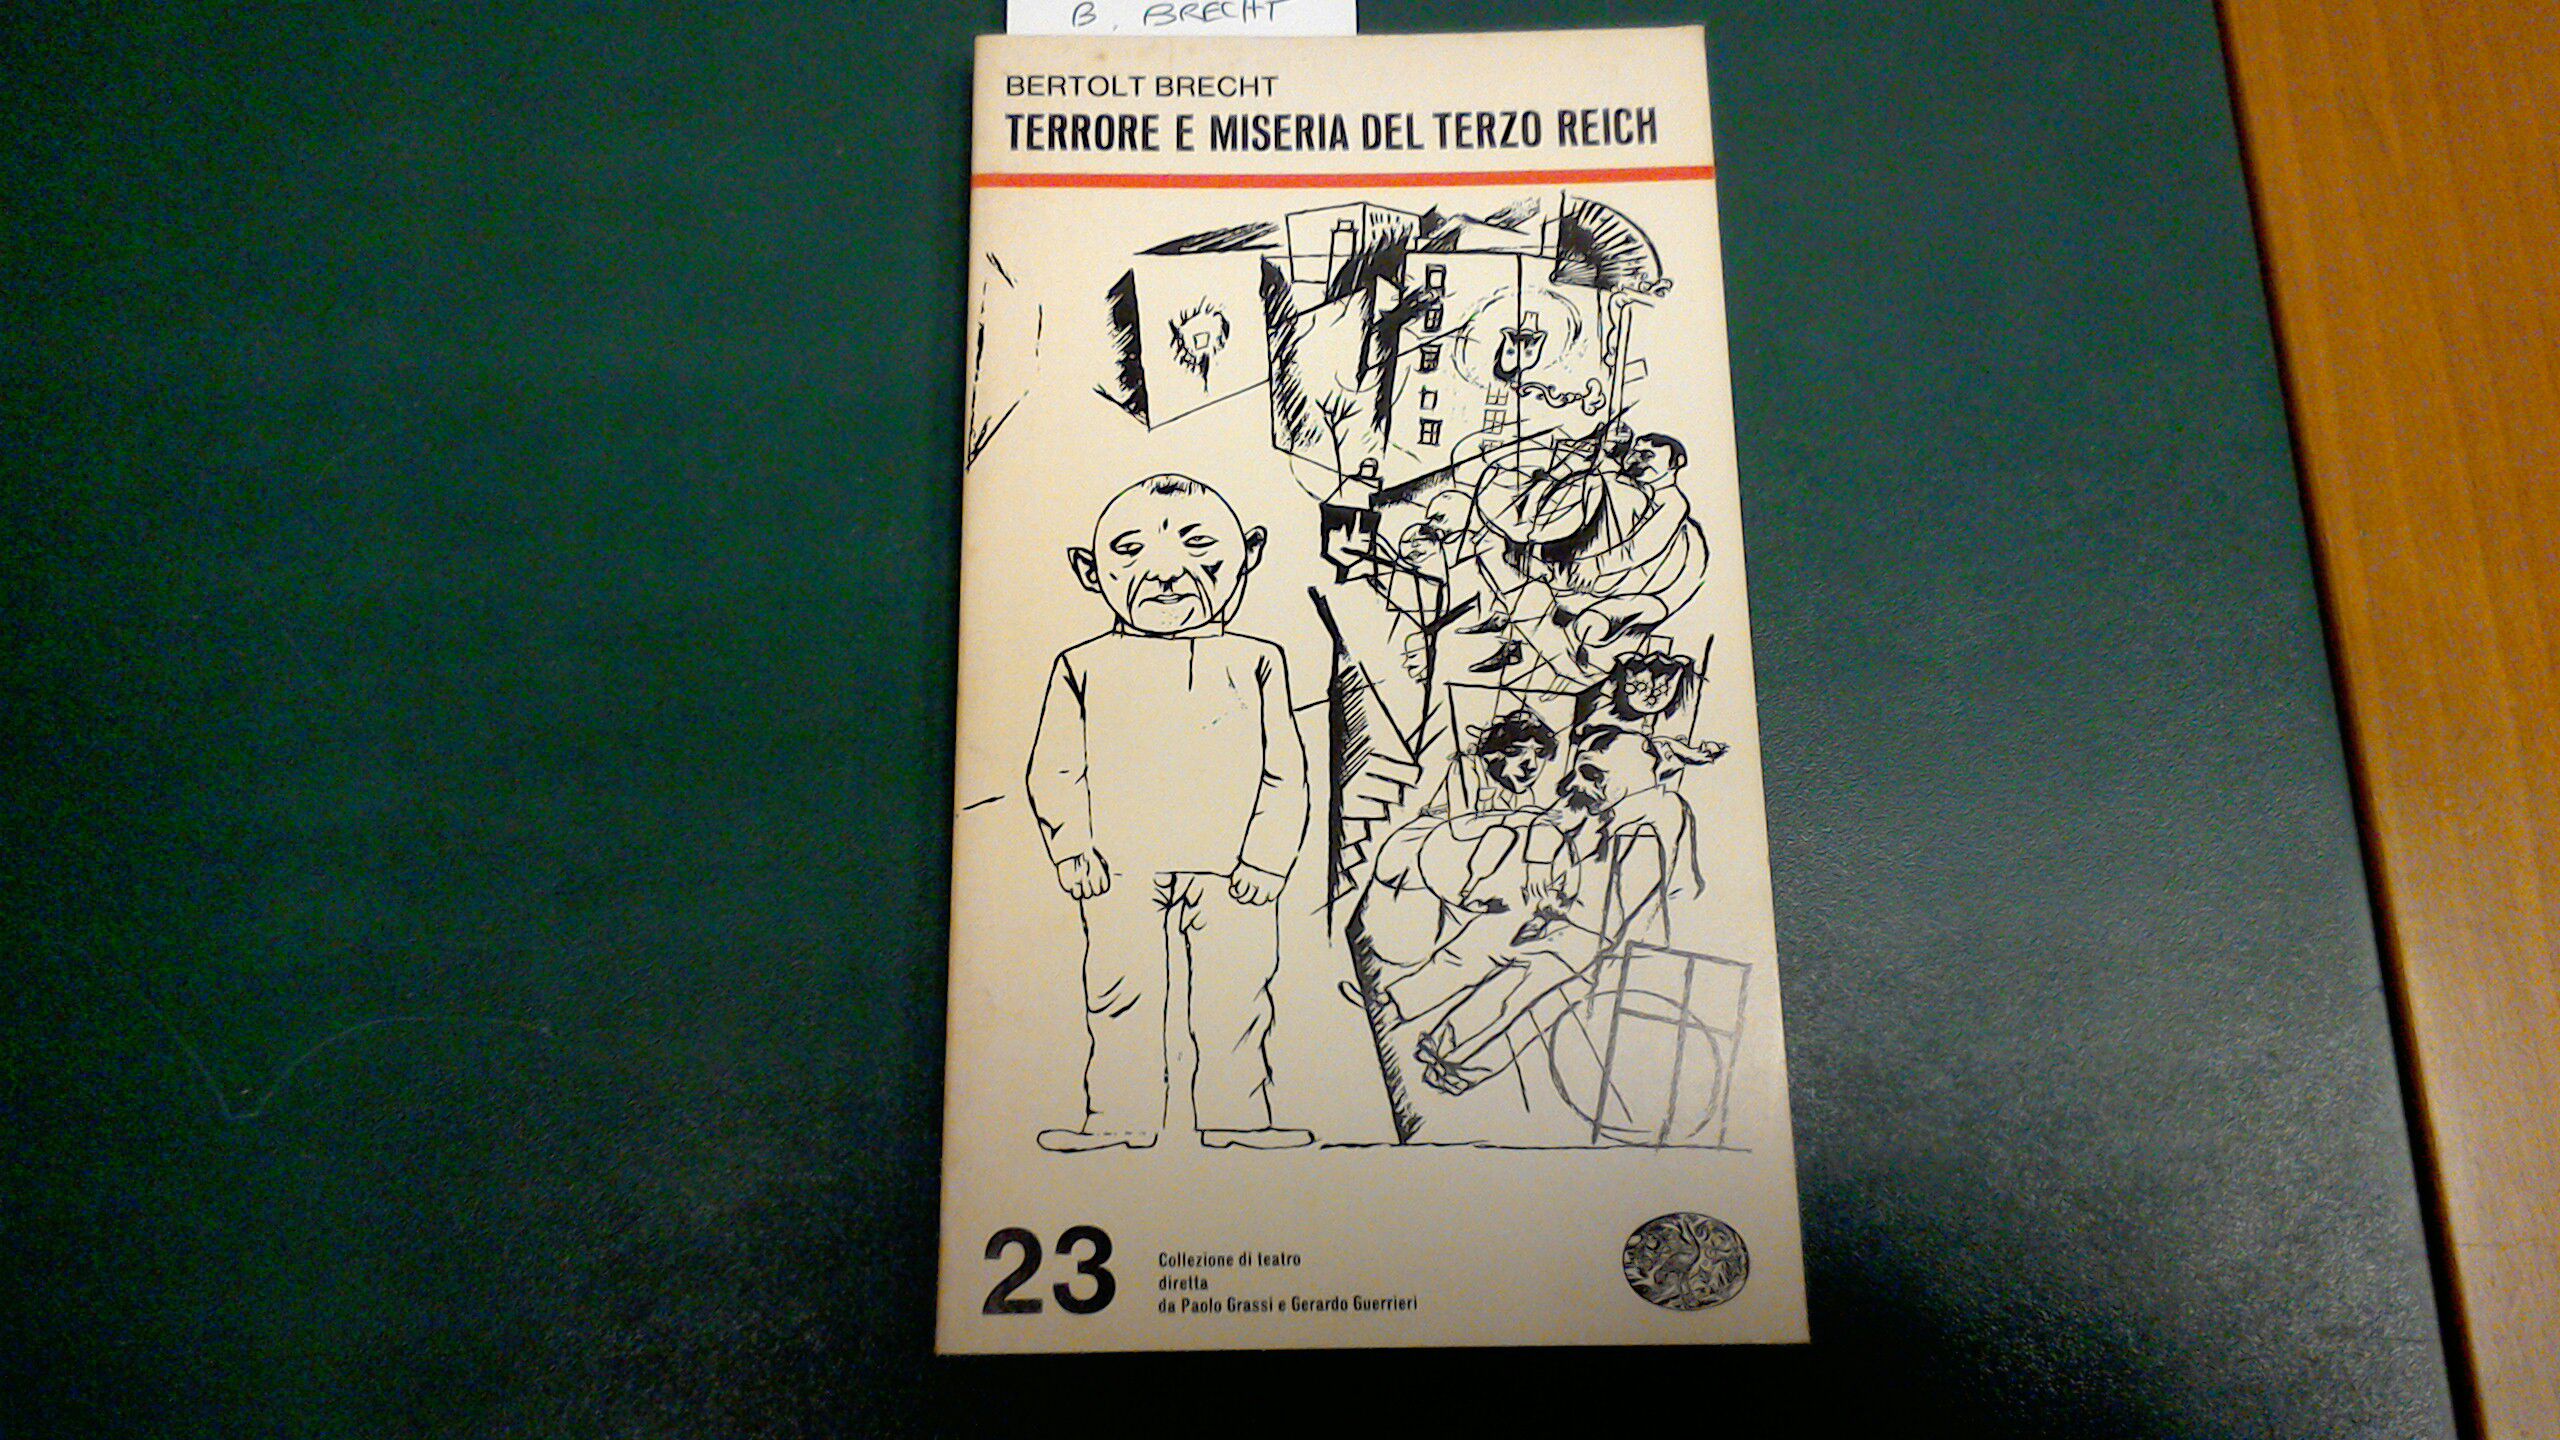 B. BRECHT
BERTOLT BRECHT
TERRORE E MISERIA DEL TERZO REICH
23
Collezione di teatro
diretta
da Paolo Grassi e Gerardo Guerrieri